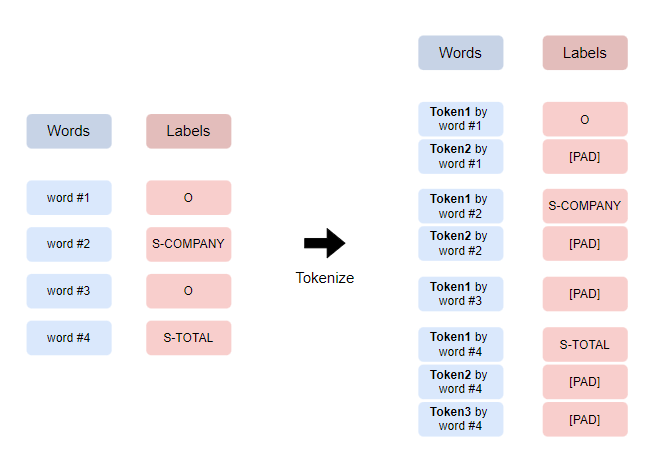 Words Labels
Words Labels
word #1 O
word #2 S-COMPANY
word #3 O
word #4 S-TOTAL
Tokenize
Token1 by
word #1
O
Token2 by
word #1
[PAD]
Token1 by
word #2
S-COMPANY
Token2 by
word #2
[PAD]
Token1 by
word #3
[PAD]
Token1 by
word #4
S-TOTAL
Token2 by
word #4
[PAD]
Token3 by
word #4
[PAD]